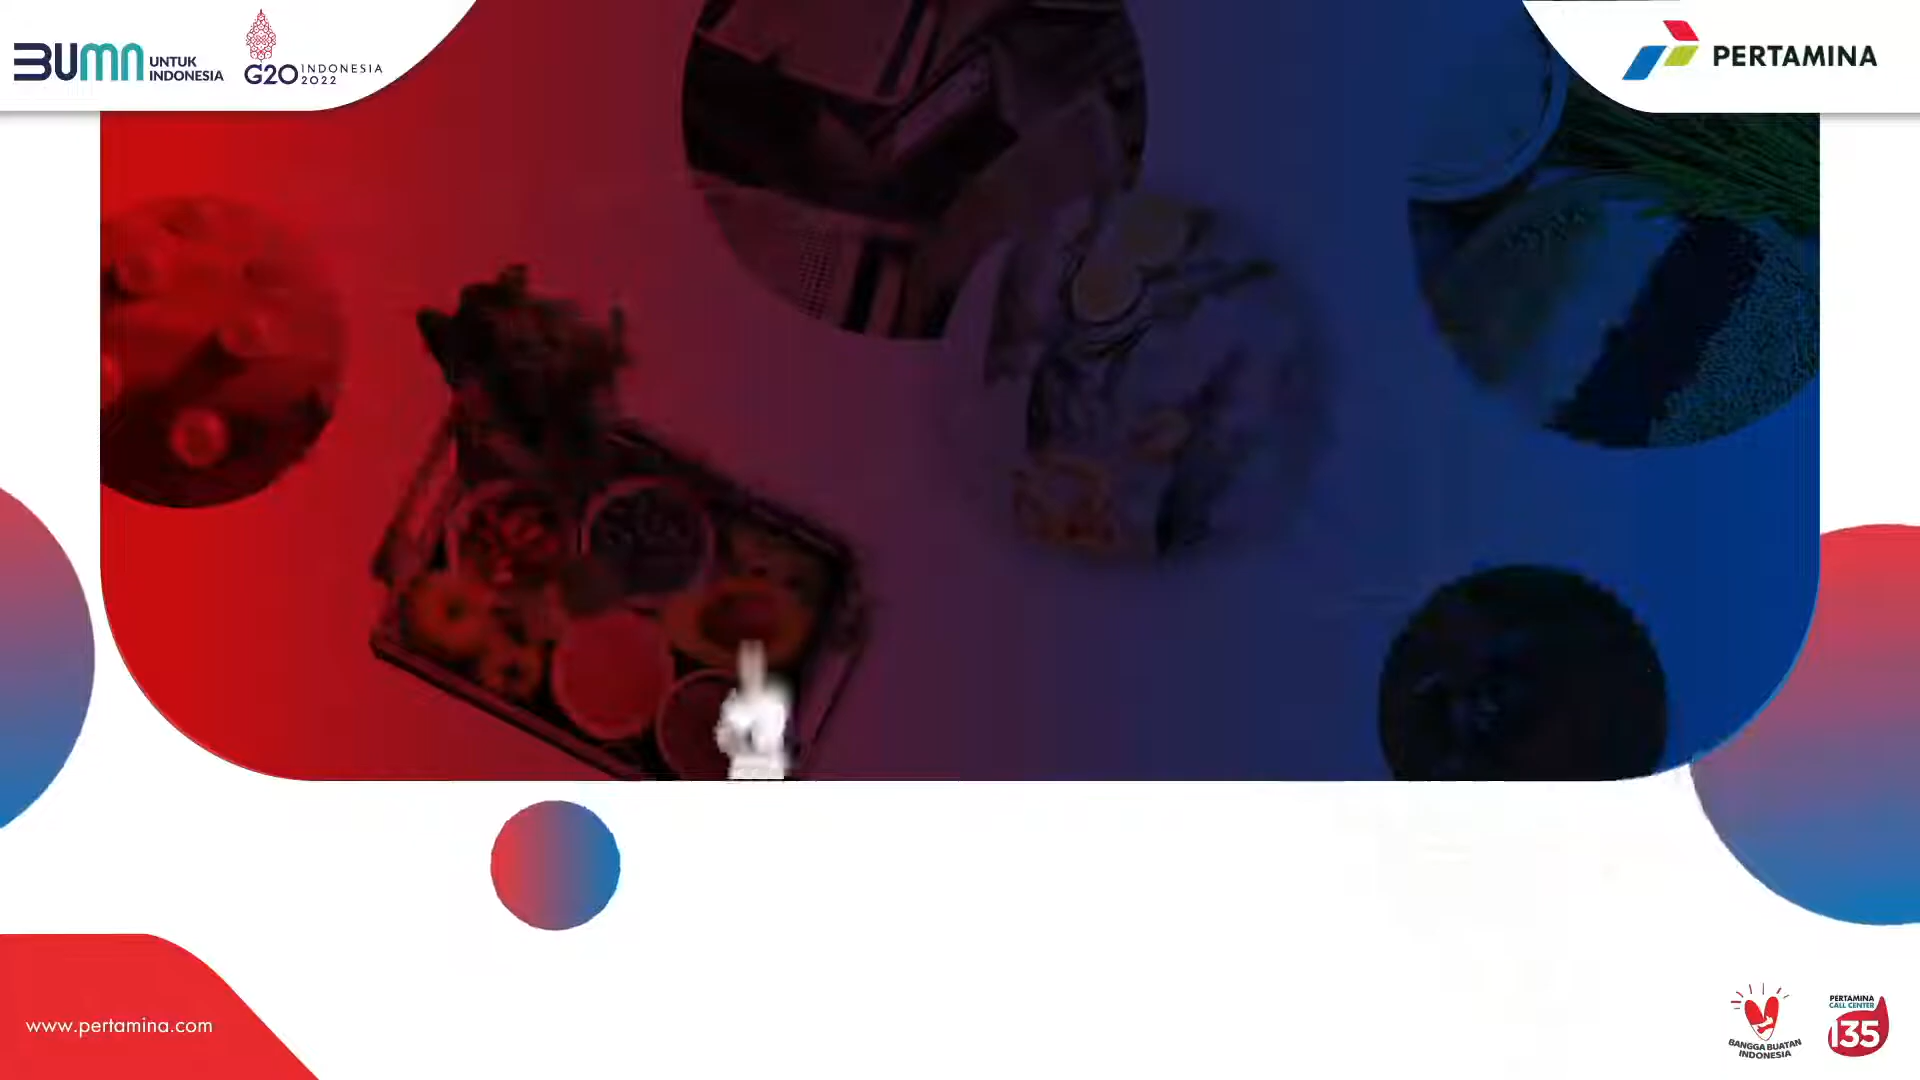 BUMN
UNTUK
INDONESIA
G20
INDONESIA
2022
PERTAMINA
www.pertamina.com
BANGGA BUATAN
INDONESIA
PERTAMINA
CALL CENTER
135